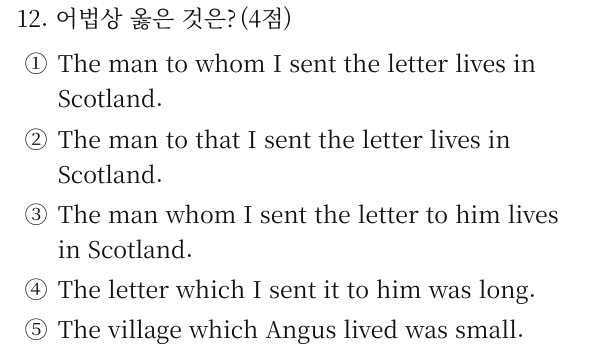 12. 어법상 옳은 것은? (4점)
① The man to whom I sent the letter lives in
Scotland.
② The man to that I sent the letter lives in
Scotland.
③ The man whom I sent the letter to him lives
in Scotland.
④ The letter which I sent it to him was long.
⑤ The village which Angus lived was small.